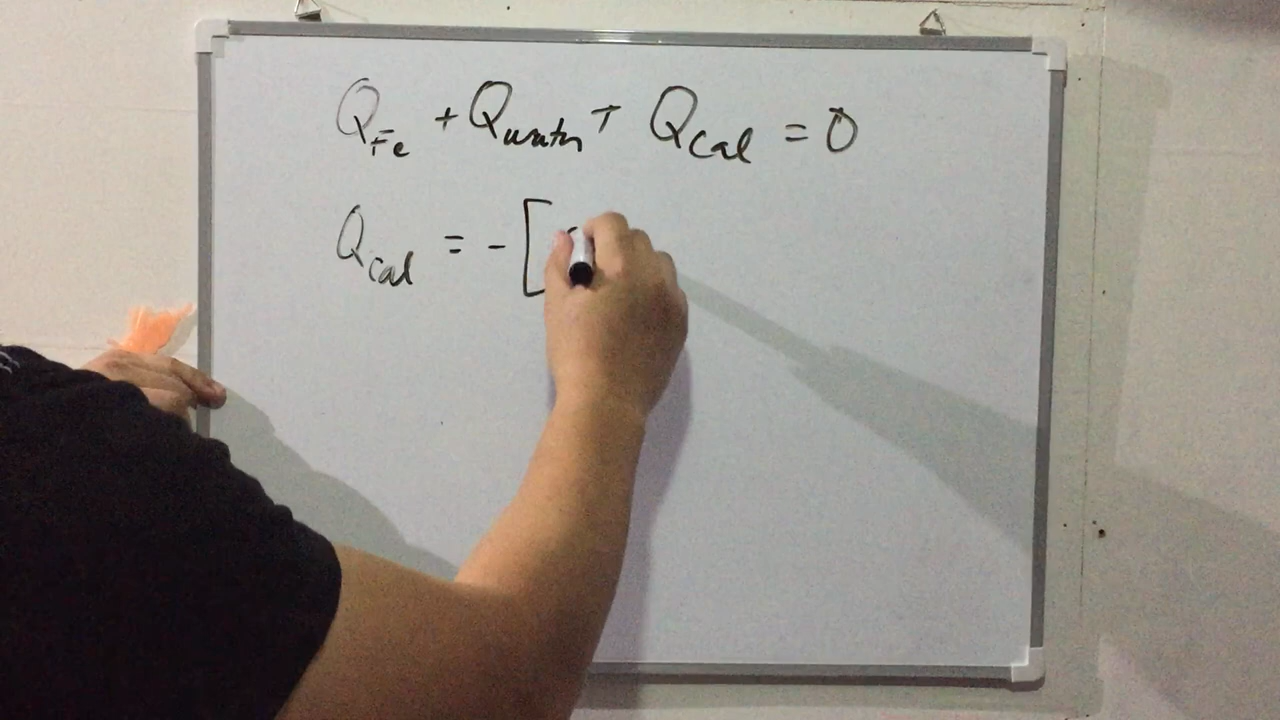 Q_Fe + Q_water + Q_cal = 0
Q_cal = - [